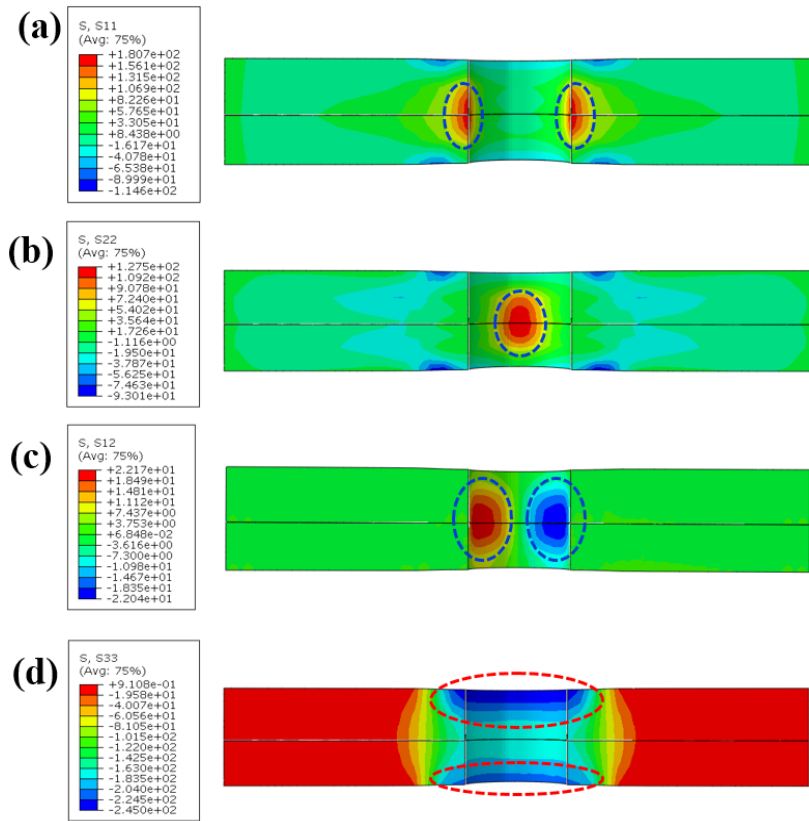 (a)
S, S11
(Avg: 75%)
+1.807e+02
+1.561e+02
+1.315e+02
+1.069e+02
+8.226e+01
+5.765e+01
+3.305e+01
+8.438e+00
-1.617e+01
-4.078e+01
-6.538e+01
-8.999e+01
-1.146e+02
(b)
S, S22
(Avg: 75%)
+1.275e+02
+1.092e+02
+9.078e+01
+7.240e+01
+5.402e+01
+3.564e+01
+1.726e+01
-1.116e+00
-1.950e+01
-3.787e+01
-5.625e+01
-7.463e+01
-9.301e+01
(c)
S, S12
(Avg: 75%)
+2.217e+01
+1.849e+01
+1.481e+01
+1.112e+01
+7.437e+00
+3.753e+00
+6.848e-02
-3.616e+00
-7.300e+00
-1.098e+01
-1.467e+01
-1.835e+01
-2.204e+01
(d)
S, S33
(Avg: 75%)
+9.108e-01
-1.958e+01
-4.007e+01
-6.056e+01
-8.105e+01
-1.015e+02
-1.220e+02
-1.425e+02
-1.630e+02
-1.835e+02
-2.040e+02
-2.245e+02
-2.450e+02